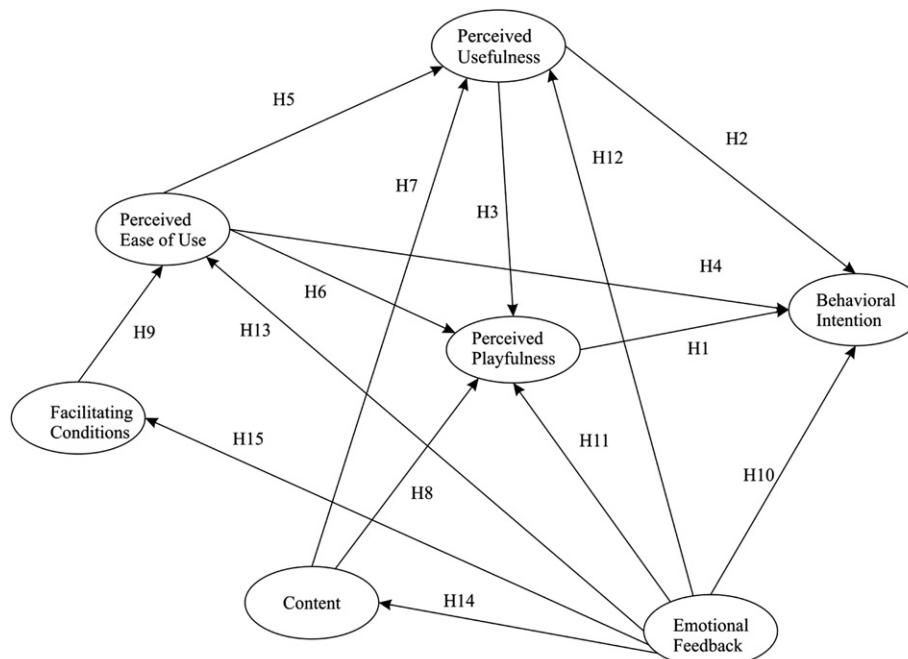 Perceived
Usefulness
H5
H2
H12
H7
H3
Perceived
Ease of Use
H4
H6
Behavioral
Intention
H9
H13
Perceived
Playfulness
H1
Facilitating
Conditions
H15
H11
H10
H8
Content
H14
Emotional
Feedback